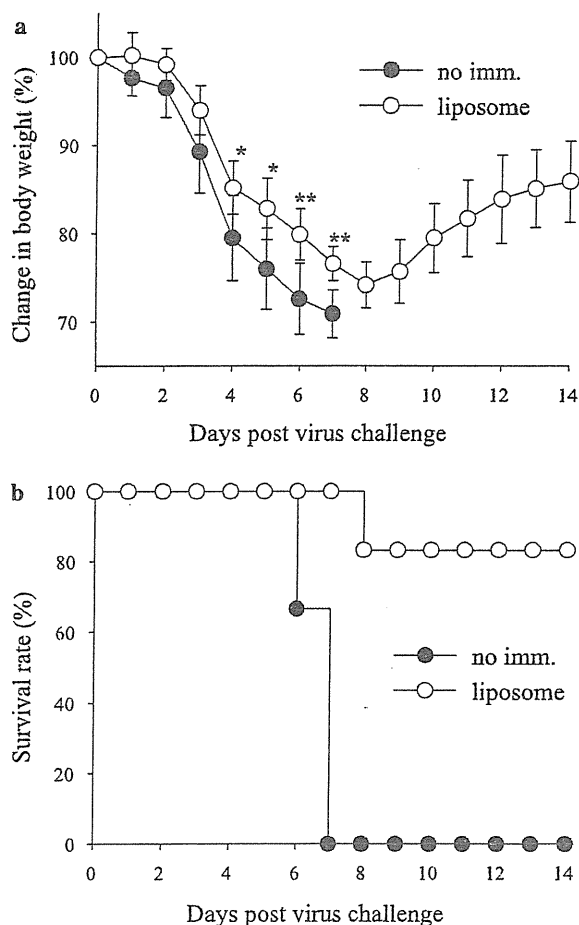 a
Change in body weight (%)
100
90
80
70
no imm.
liposome
*
*
**
**
0 2 4 6 8 10 12 14
Days post virus challenge
b
Survival rate (%)
100
80
60
40
20
0
no imm.
liposome
0 2 4 6 8 10 12 14
Days post virus challenge